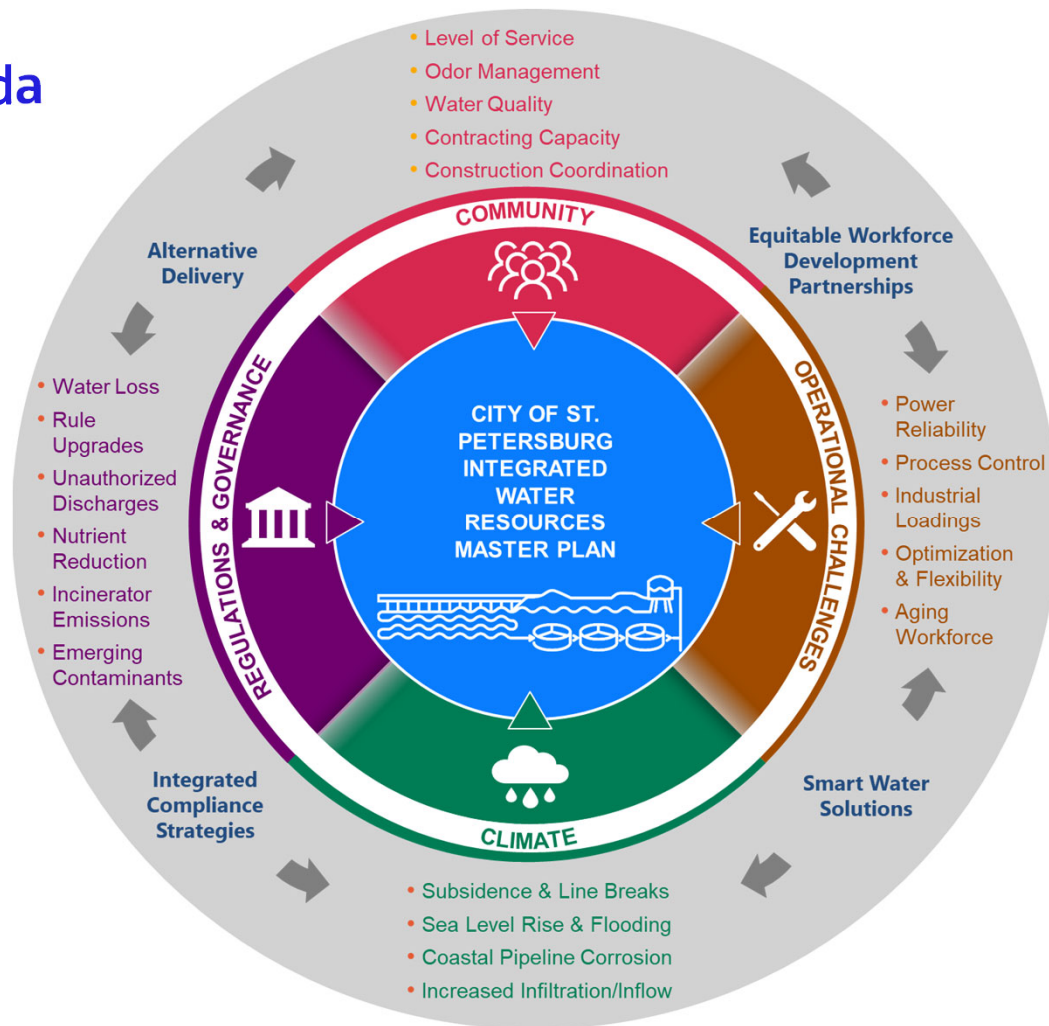 da
• Level of Service
• Odor Management
• Water Quality
• Contracting Capacity
• Construction Coordination
Alternative
Delivery
Equitable Workforce
Development
Partnerships
COMMUNITY
REGULATIONS & GOVERNANCE
OPERATIONAL CHALLENGES
CLIMATE
• Water Loss
• Rule
Upgrades
• Unauthorized
Discharges
• Nutrient
Reduction
• Incinerator
Emissions
• Emerging
Contaminants
CITY OF ST.
PETERSBURG
INTEGRATED
WATER
RESOURCES
MASTER PLAN
• Power
Reliability
• Process Control
• Industrial
Loadings
• Optimization
& Flexibility
• Aging
Workforce
Integrated
Compliance
Strategies
Smart Water
Solutions
• Subsidence & Line Breaks
• Sea Level Rise & Flooding
• Coastal Pipeline Corrosion
• Increased Infiltration/Inflow